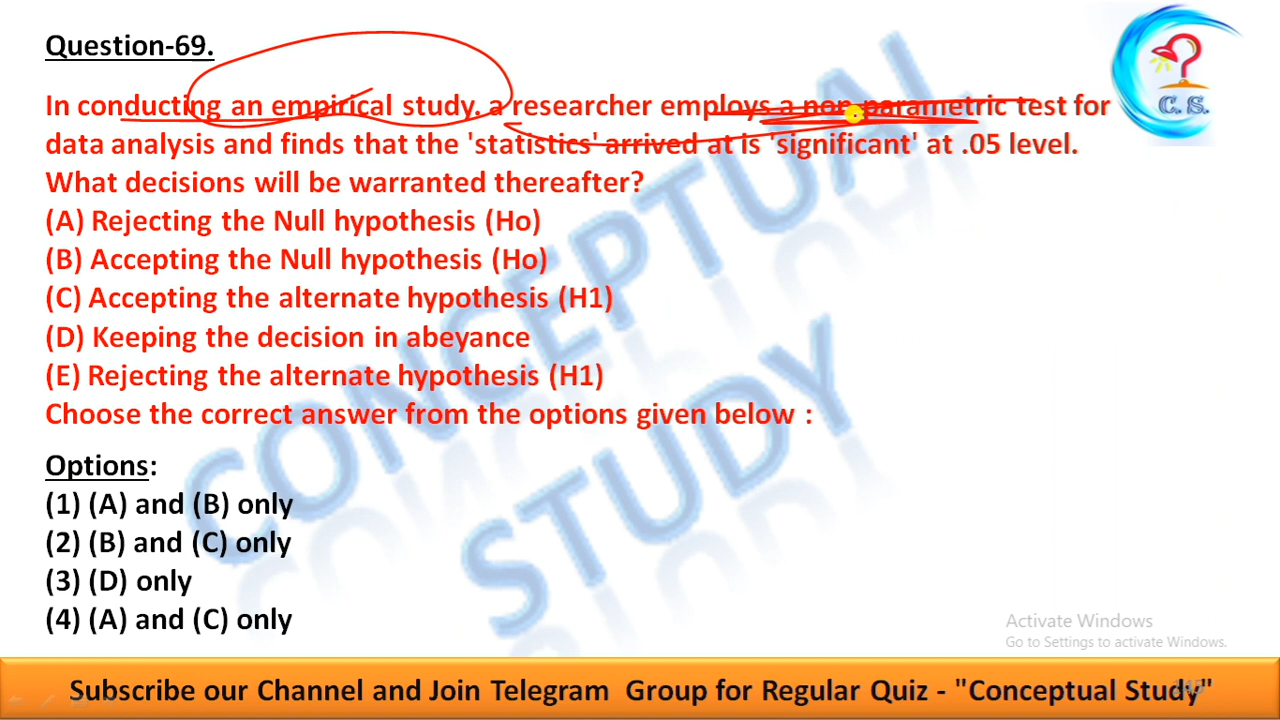 Question-69.
In conducting an empirical study. a researcher employs a non parametric test for
data analysis and finds that the 'statistics' arrived at is 'significant' at .05 level.
What decisions will be warranted thereafter?
(A) Rejecting the Null hypothesis (Ho)
(B) Accepting the Null hypothesis (Ho)
(C) Accepting the alternate hypothesis (H1)
(D) Keeping the decision in abeyance
(E) Rejecting the alternate hypothesis (H1)
Choose the correct answer from the options given below :
Options:
(1) (A) and (B) only
(2) (B) and (C) only
(3) (D) only
(4) (A) and (C) only
C. S.
CONCEPTUAL
STUDY
Activate Windows
Go to Settings to activate Windows.
Subscribe our Channel and Join Telegram Group for Regular Quiz - "Conceptual Study"